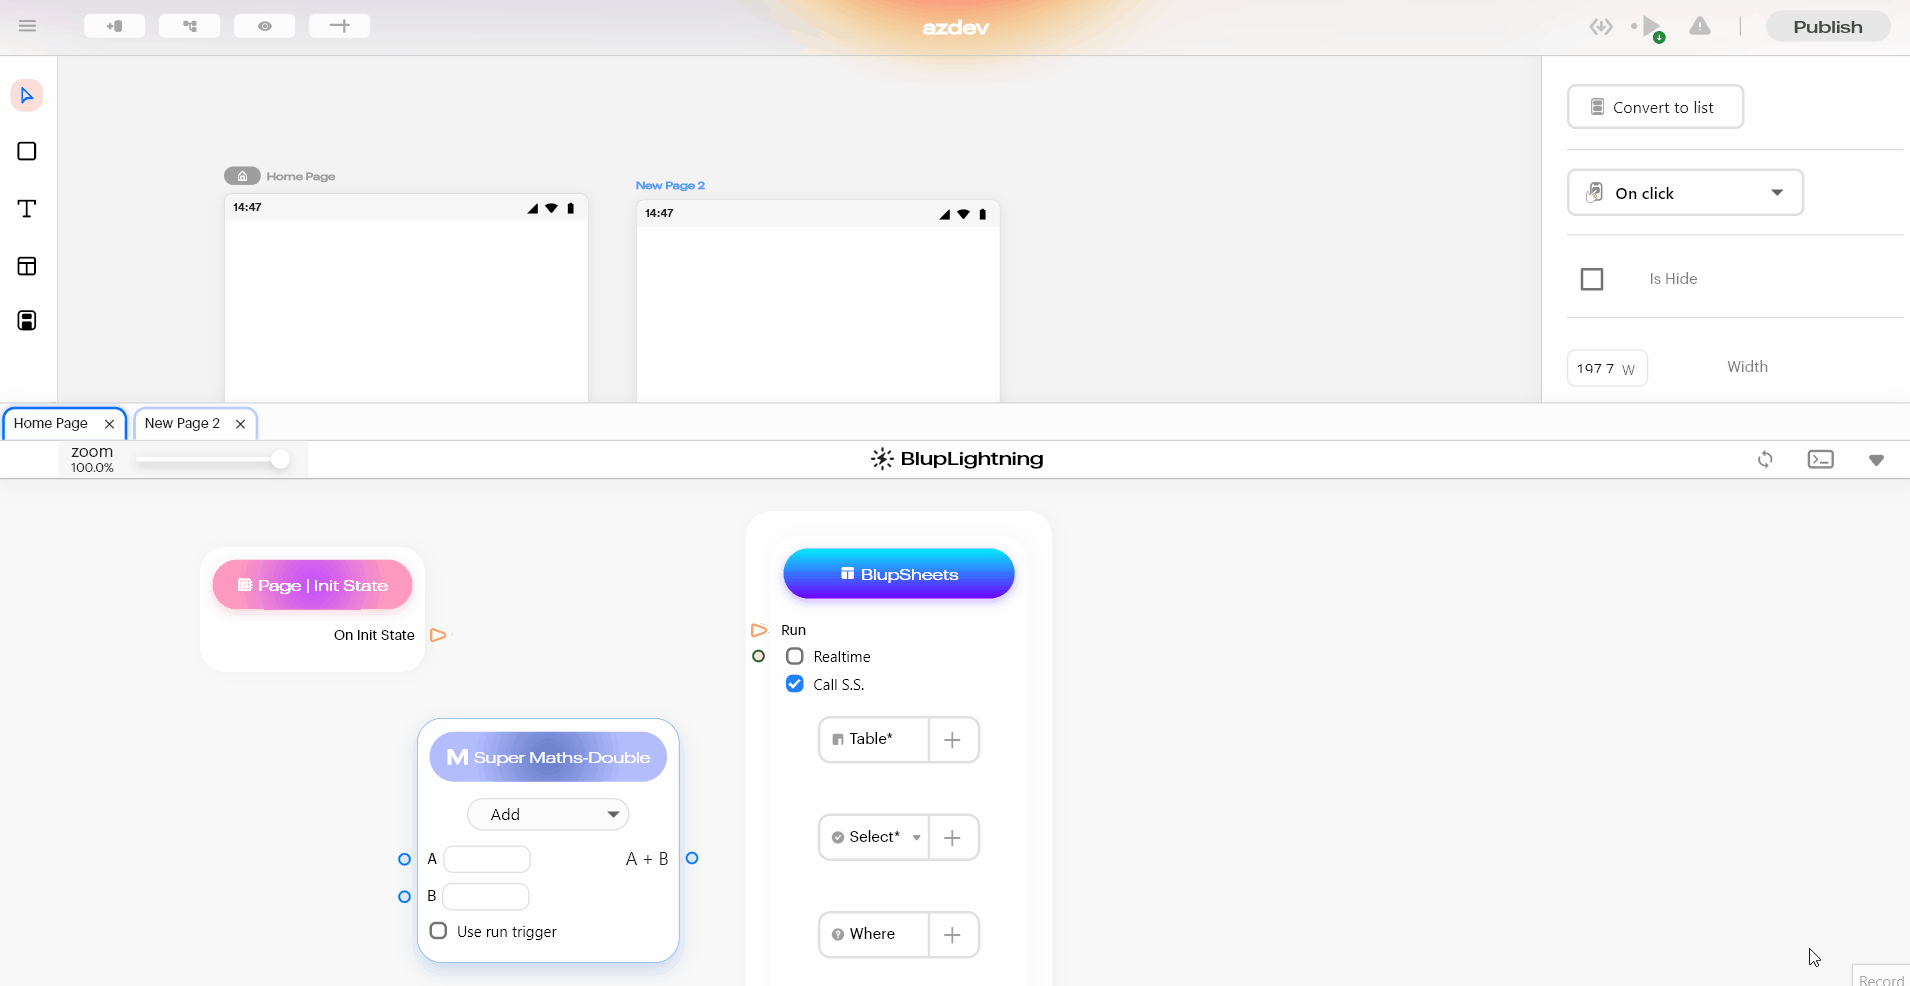 azdev
Publish
Convert to list
On click
Is Hide
197.7 W
Width
Home Page
New Page 2
14:47
14:47
Home Page
New Page 2
zoom
100.0%
BlupLightning
Page | Init State
On Init State
M Super Maths-Double
Add
A
A + B
B
Use run trigger
BlupSheets
Run
Realtime
Call S.S.
Table*
Select*
Where
Record